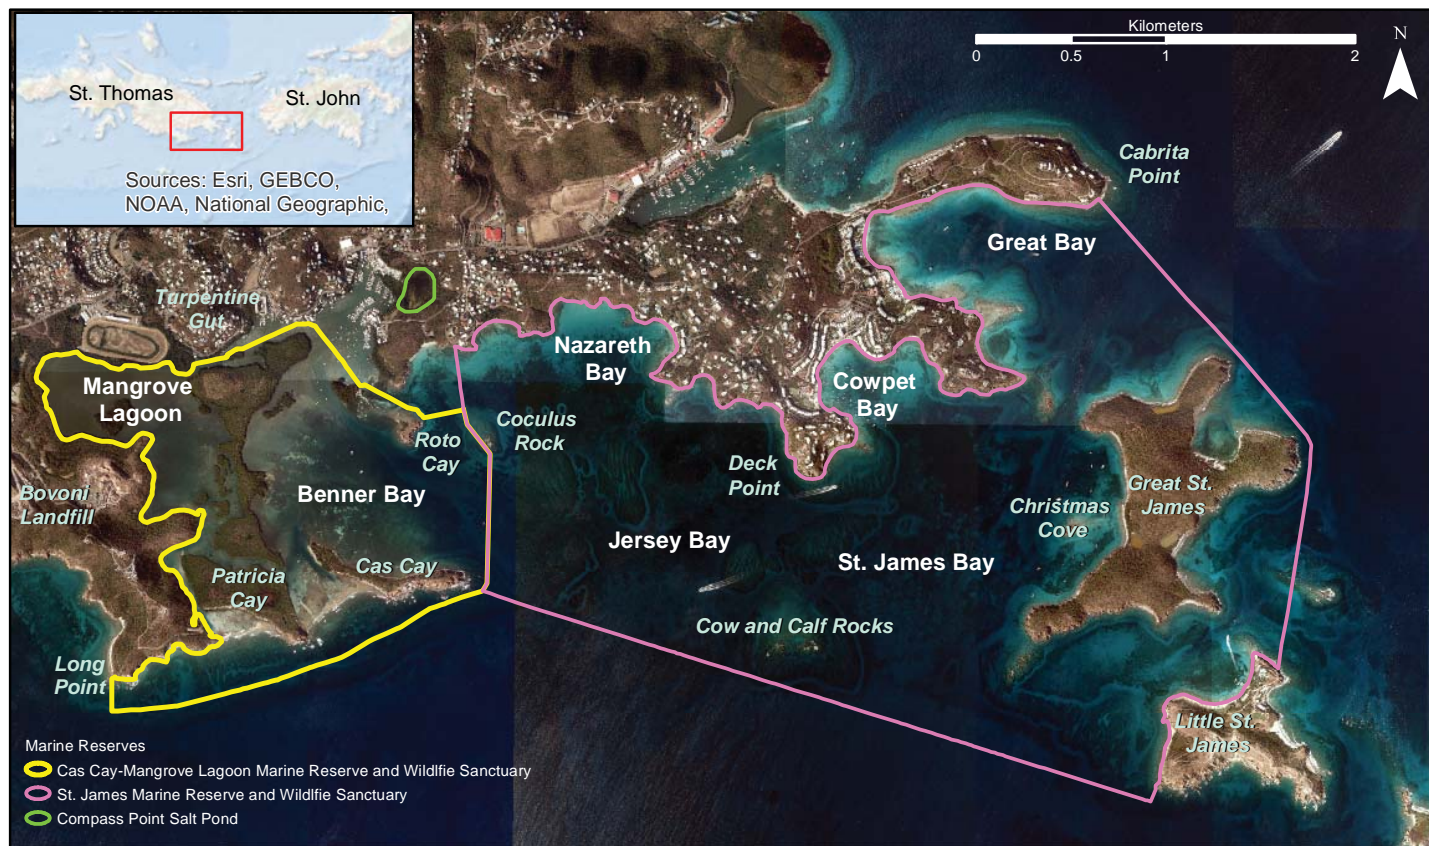 St. Thomas
St. John
Sources: Esri, GEBCO,
NOAA, National Geographic,
Kilometers
0 0.5 1 2
N
Cabrita
Point
Great Bay
Turpentine
Gut
Mangrove
Lagoon
Nazareth
Bay
Cowpet
Bay
Coculus
Rock
Roto
Cay
Deck
Point
Bovoni
Landfill
Benner Bay
Christmas
Cove
Great St.
James
Jersey Bay
St. James Bay
Cas Cay
Patricia
Cay
Cow and Calf Rocks
Long
Point
Little St.
James
Marine Reserves
Cas Cay-Mangrove Lagoon Marine Reserve and Wildlfie Sanctuary
St. James Marine Reserve and Wildlfie Sanctuary
Compass Point Salt Pond